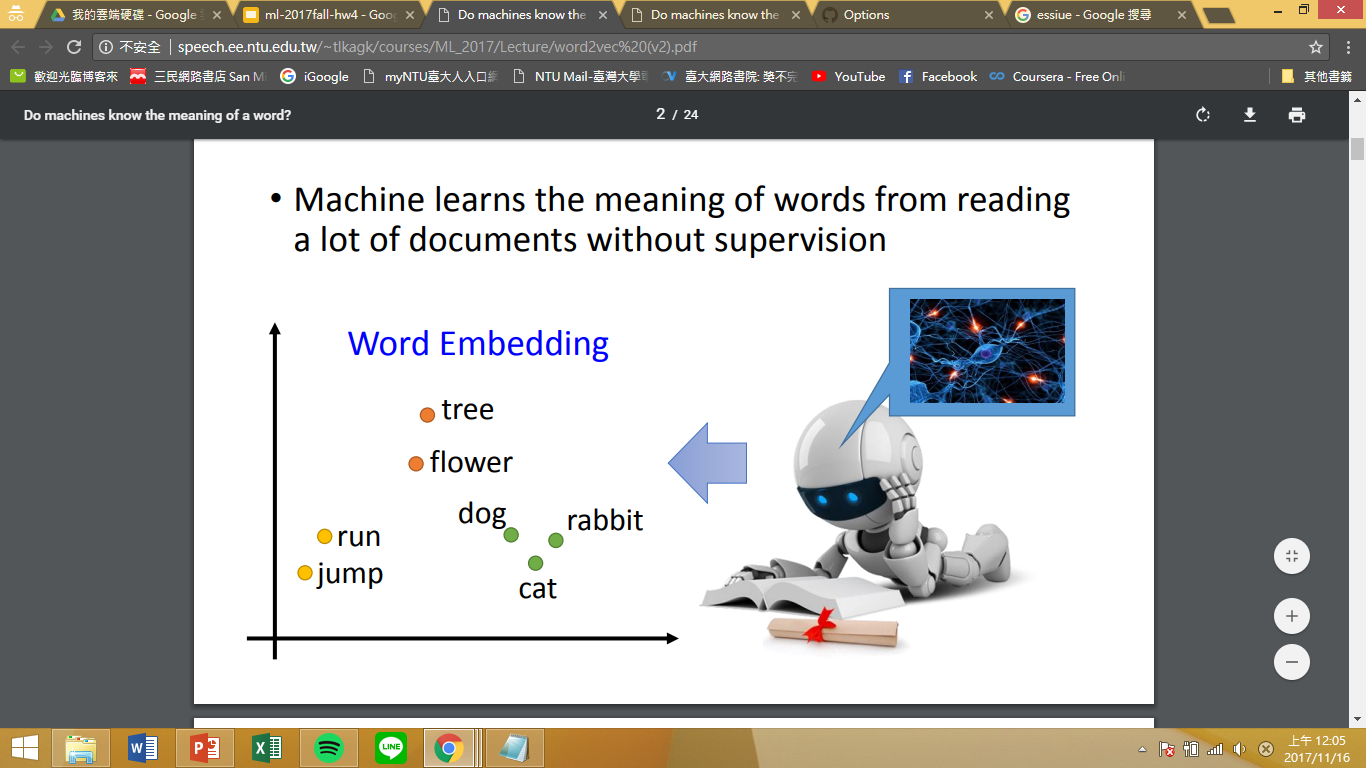 我的雲端硬碟 - Google
ml-2017fall-hw4 - Goo
Do machines know the
Do machines know the
Options
essiue - Google 搜尋
不安全
speech.ee.ntu.edu.tw/~tlkagk/courses/ML_2017/Lecture/word2vec%20(v2).pdf
歡迎光臨博客來
三民網路書店 San Mi
iGoogle
myNTU臺大人入口網
NTU Mail-臺灣大學
臺大網路書院:
YouTube
Facebook
Coursera - Free Onli
其他書籤
Do machines know the meaning of a word?
2 / 24
• Machine learns the meaning of words from reading
a lot of documents without supervision
Word Embedding
tree
flower
dog
rabbit
run
jump
cat
上午 12:05
2017/11/16